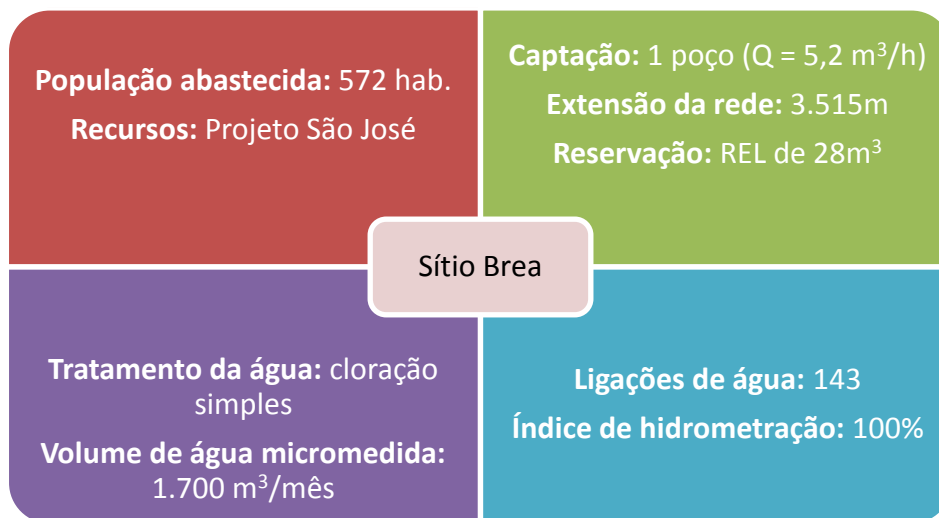 População abastecida: 572 hab.
Recursos: Projeto São José
Captação: 1 poço (Q = 5,2 m³/h)
Extensão da rede: 3.515m
Reservação: REL de 28m³
Sítio Brea
Tratamento da água: cloração
simples
Volume de água micromedida:
1.700 m³/mês
Ligações de água: 143
Índice de hidrometração: 100%